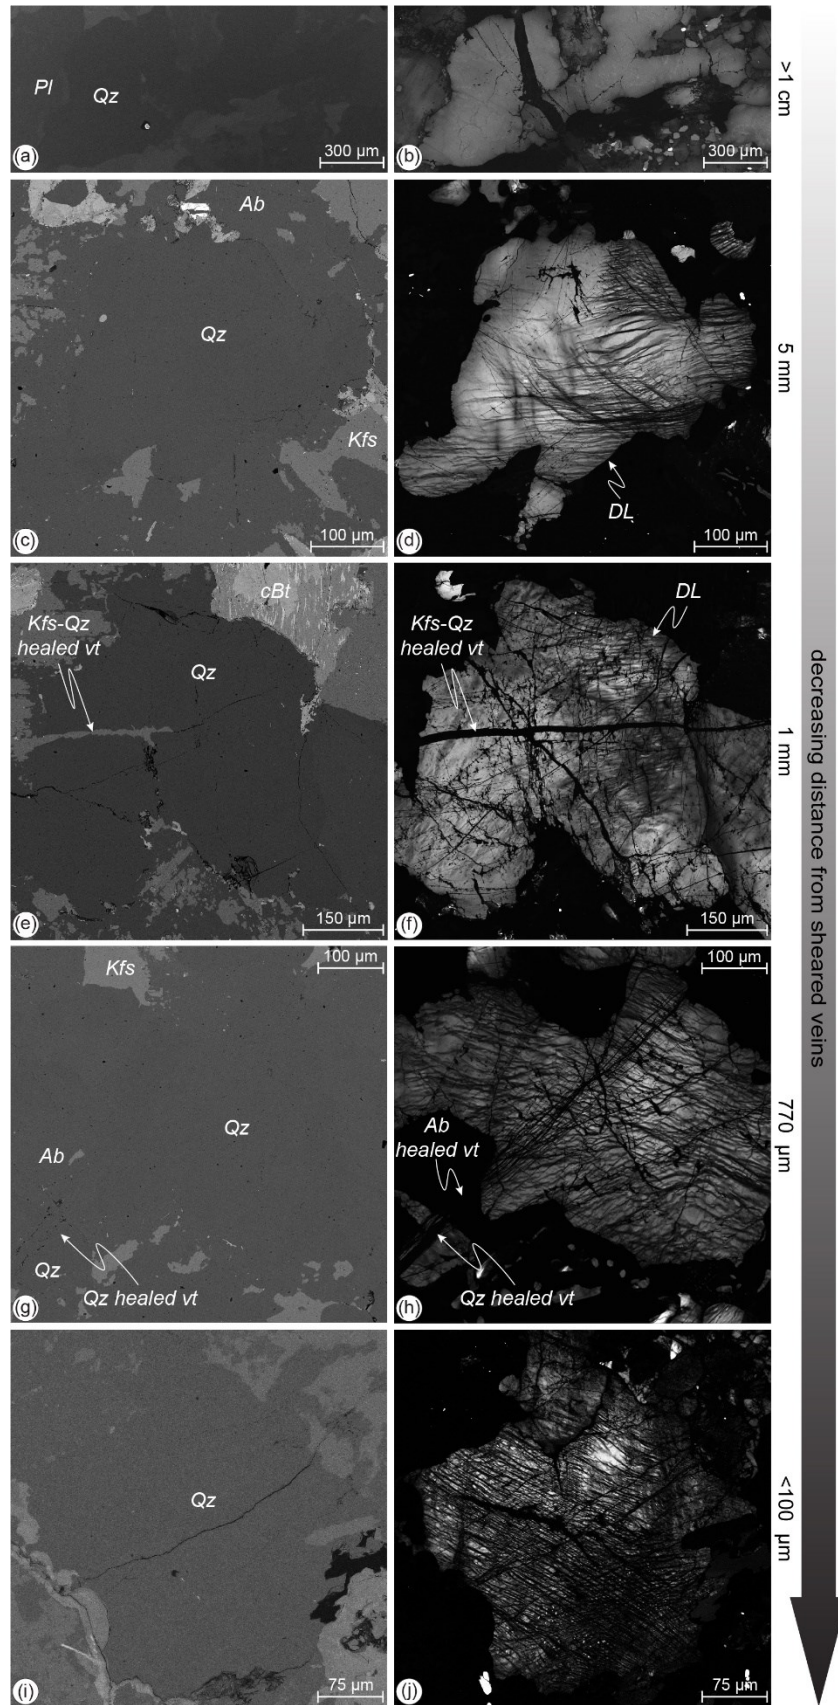 Pl
Qz
(a)
300 µm
(b)
300 µm
>1 cm
Ab
Qz
Kfs
(c)
100 µm
DL
(d)
100 µm
5 mm
cBt
Kfs-Qz
healed vt
Qz
(e)
150 µm
DL
Kfs-Qz
healed vt
(f)
150 µm
1 mm
100 µm
Kfs
Qz
Ab
Qz
Qz healed vt
(g)
100 µm
Ab
healed vt
Qz healed vt
(h)
770 µm
Qz
(i)
75 µm
(j)
75 µm
<100 µm
decreasing distance from sheared veins